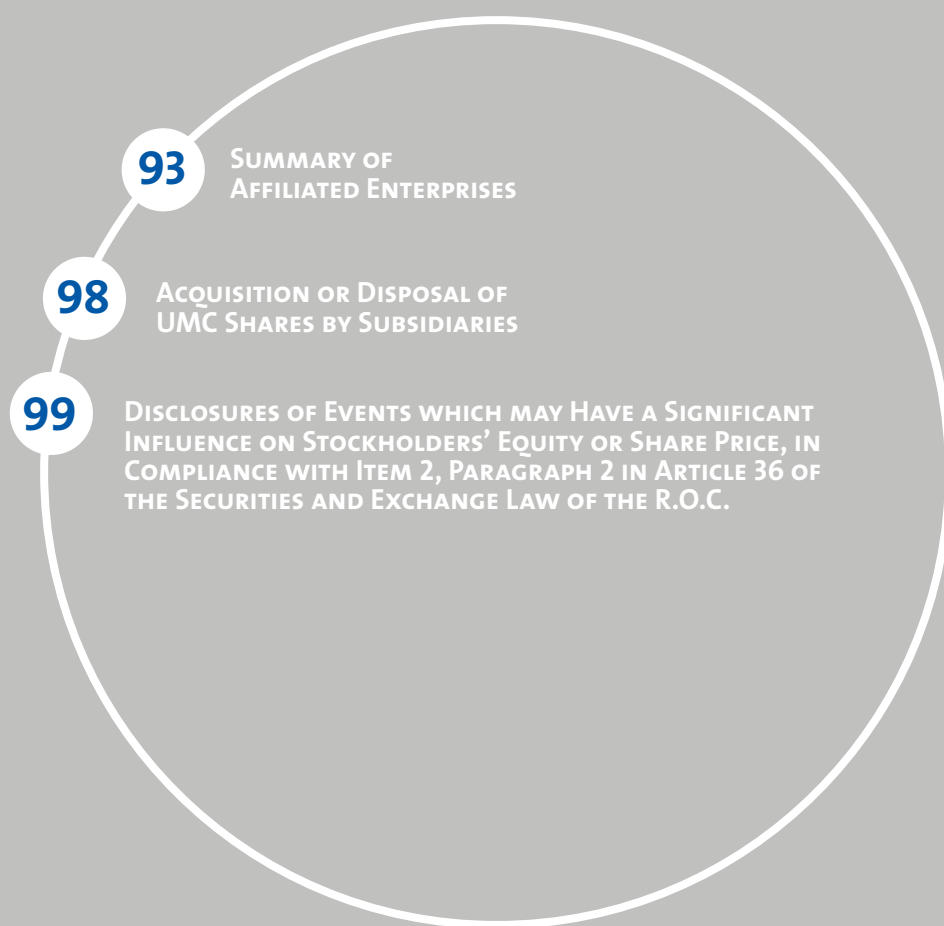 93
Summary of
Affiliated Enterprises
98
Acquisition or Disposal of
UMC Shares by Subsidiaries
99
Disclosures of Events which may Have a Significant
Influence on Stockholders’ Equity or Share Price, in
Compliance with Item 2, Paragraph 2 in Article 36 of
the Securities and Exchange Law of the R.O.C.